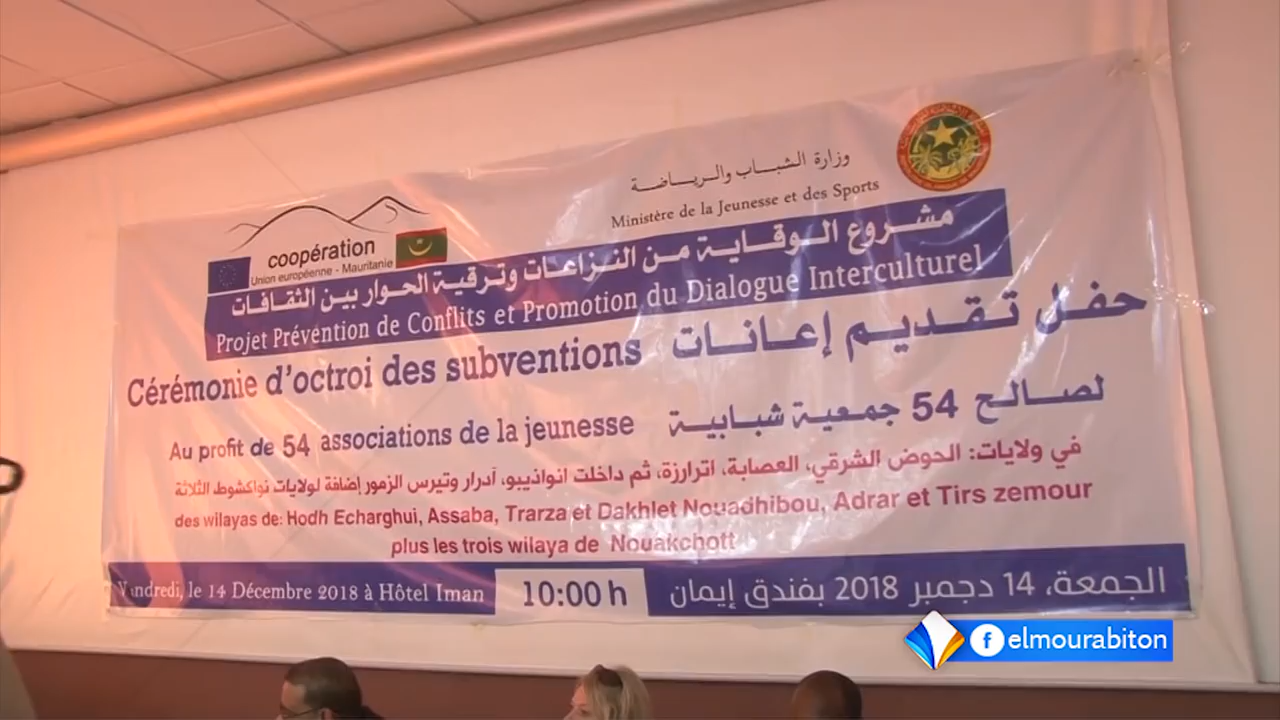 وزارة الشباب والرياضة
Ministère de la Jeunesse et des Sports
coopération
Union européenne - Mauritanie
مشروع الوقاية من النزاعات وترقية الحوار بين الثقافات
Projet Prévention de Conflits et Promotion du Dialogue Interculturel
حفل تقديم إعانات
Cérémonie d'octroi des subventions
لصالح 54 جمعية شبابية
Au profit de 54 associations de la jeunesse
في ولايات: الحوض الشرقي، العصابة، اترارزة، ثم داخلت انواذيبو، آدرار وتيرس الزمور إضافة لولايات نواكشوط الثلاثة
des wilayas de: Hodh Echarghui, Assaba, Trarza et Dakhlet Nouadhibou, Adrar et Tirs zemour
plus les trois wilaya de Nouakchott
Vendredi, le 14 Décembre 2018 à Hôtel Iman
10:00 h
الجمعة، 14 دجمبر 2018 بفندق إيمان
elmourabiton